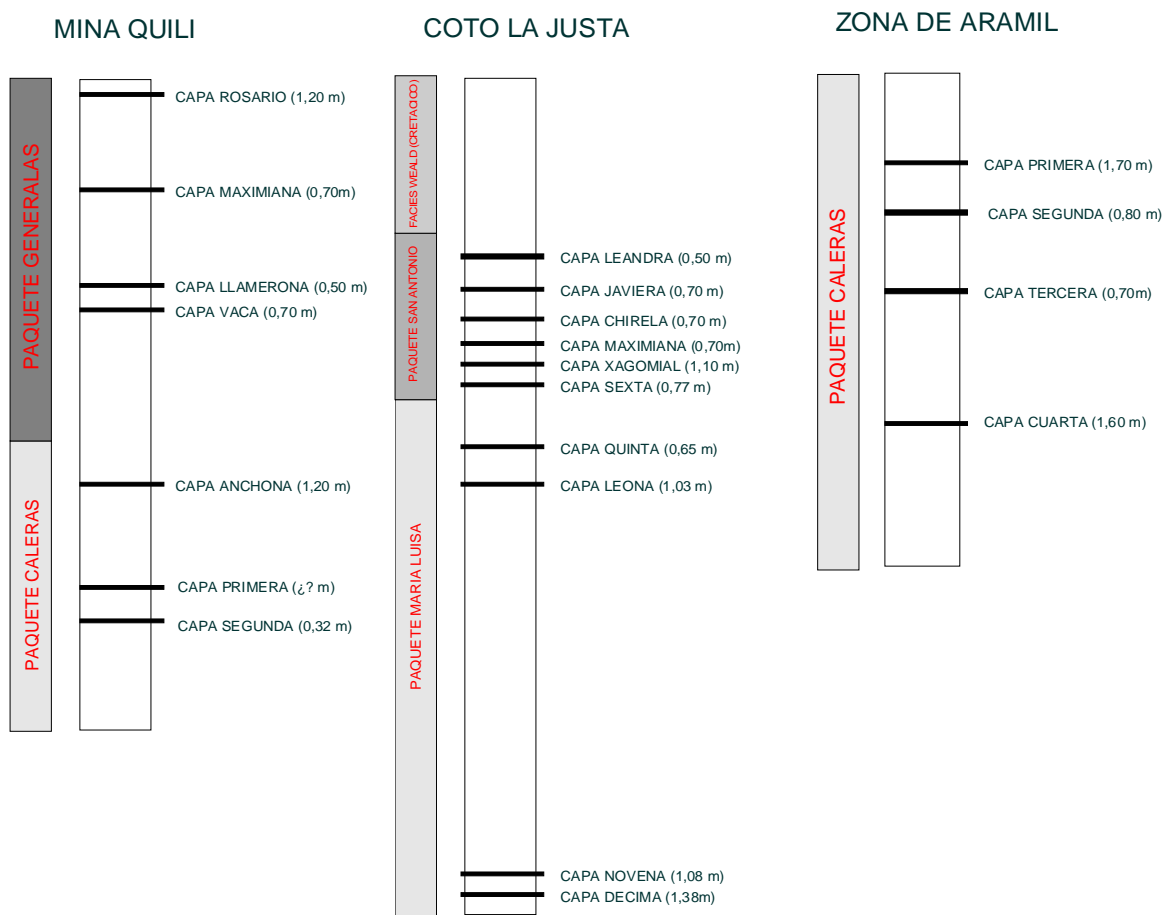 MINA QUILI
PAQUETE GENERALAS
PAQUETE CALERAS
CAPA ROSARIO (1,20 m)
CAPA MAXIMIANA (0,70m)
CAPA LLAMERONA (0,50 m)
CAPA VACA (0,70 m)
CAPA ANCHONA (1,20 m)
CAPA PRIMERA (¿? m)
CAPA SEGUNDA (0,32 m)
COTO LA JUSTA
FACIES WEALD (CRETACICO)
PAQUETE SAN ANTONIO
PAQUETE MARIA LUISA
CAPA LEANDRA (0,50 m)
CAPA JAVIERA (0,70 m)
CAPA CHIRELA (0,70 m)
CAPA MAXIMIANA (0,70m)
CAPA XAGOMIAL (1,10 m)
CAPA SEXTA (0,77 m)
CAPA QUINTA (0,65 m)
CAPA LEONA (1,03 m)
CAPA NOVENA (1,08 m)
CAPA DECIMA (1,38m)
ZONA DE ARAMIL
PAQUETE CALERAS
CAPA PRIMERA (1,70 m)
CAPA SEGUNDA (0,80 m)
CAPA TERCERA (0,70m)
CAPA CUARTA (1,60 m)